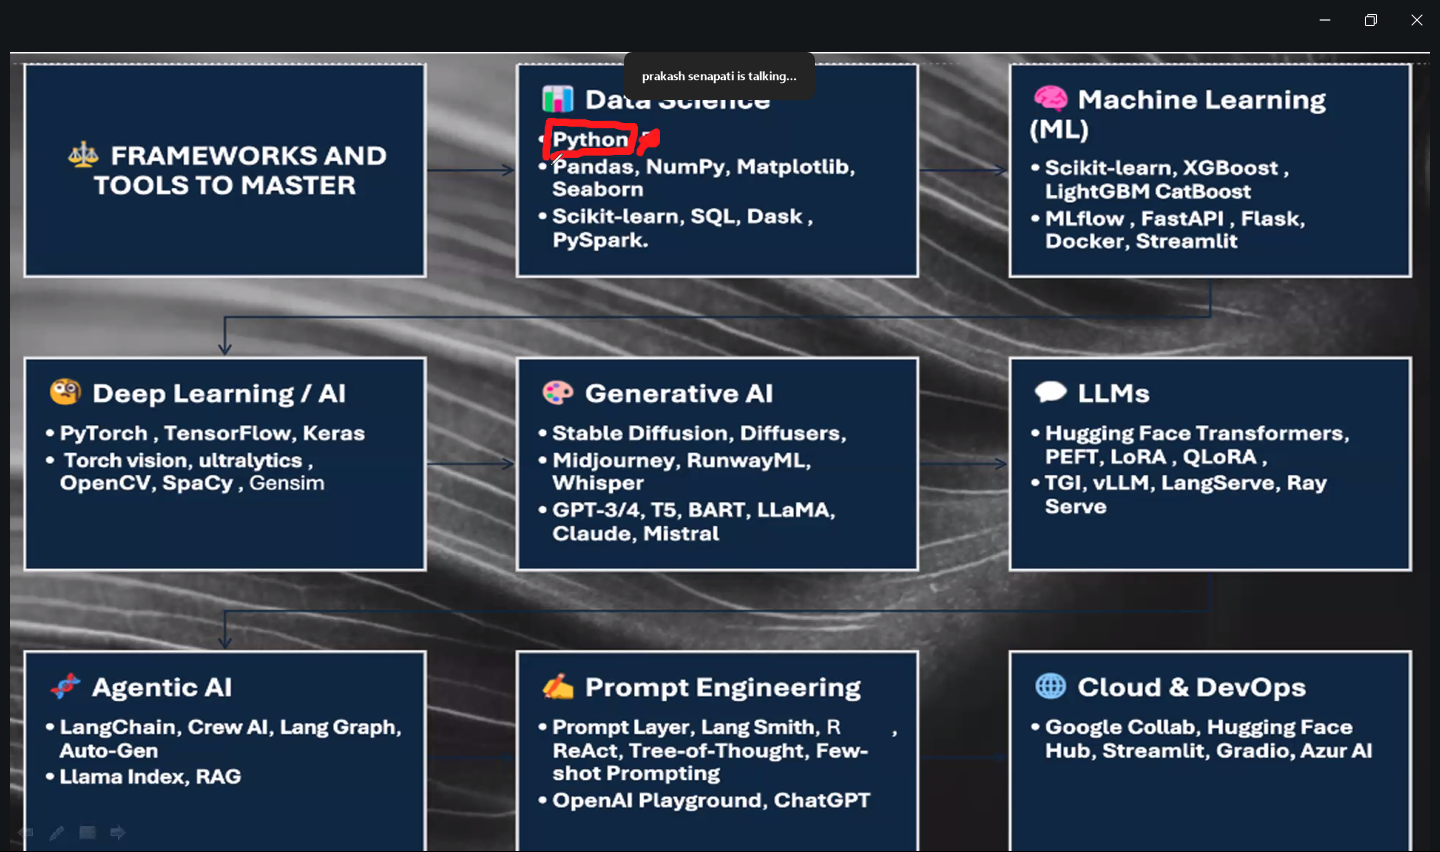 prakash senapati is talking...
FRAMEWORKS AND
TOOLS TO MASTER
Data Science
• Python
• Pandas, NumPy, Matplotlib,
Seaborn
• Scikit-learn, SQL, Dask ,
PySpark.
Machine Learning
(ML)
• Scikit-learn, XGBoost ,
LightGBM CatBoost
• MLflow , FastAPI , Flask,
Docker, Streamlit
Deep Learning / AI
• PyTorch , TensorFlow, Keras
• Torch vision, ultralytics ,
OpenCV, SpaCy , Gensim
Generative AI
• Stable Diffusion, Diffusers,
• Midjourney, RunwayML,
Whisper
• GPT-3/4, T5, BART, LLaMA,
Claude, Mistral
LLMs
• Hugging Face Transformers,
PEFT, LoRA , QLoRA ,
• TGI, vLLM, LangServe, Ray
Serve
Agentic AI
• LangChain, Crew AI, Lang Graph,
Auto-Gen
• Llama Index, RAG
Prompt Engineering
• Prompt Layer, Lang Smith, R ,
ReAct, Tree-of-Thought, Few-
shot Prompting
• OpenAI Playground, ChatGPT
Cloud & DevOps
• Google Collab, Hugging Face
Hub, Streamlit, Gradio, Azur AI